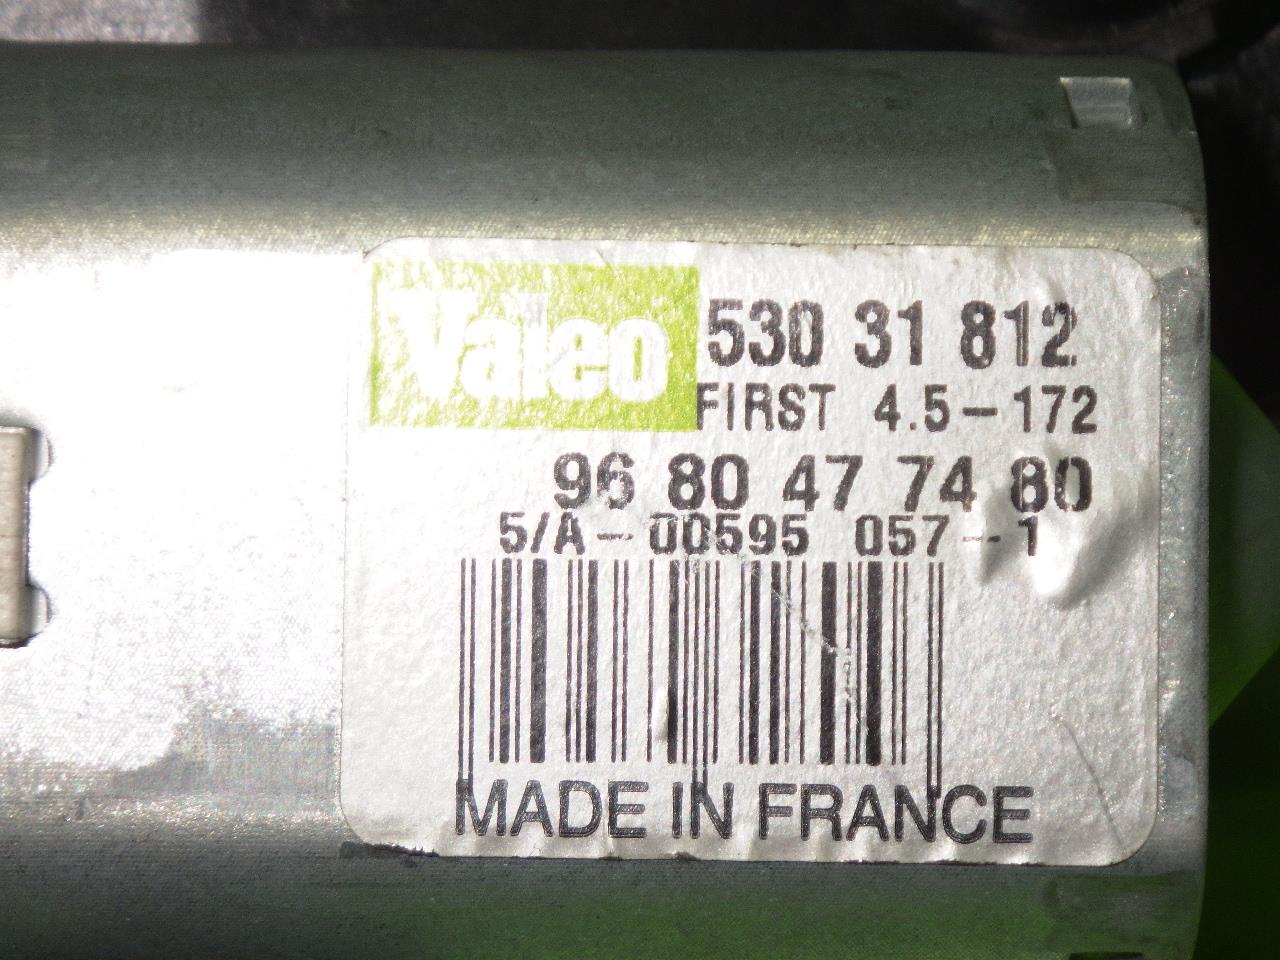 Valeo
530 31 812
FIRST 4.5-172
96 80 47 74 80
5/A-00595 057-1
MADE IN FRANCE